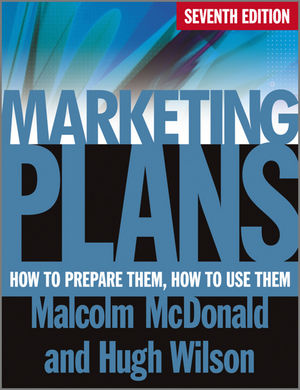 SEVENTH EDITION
MARKETING
PLANS
HOW TO PREPARE THEM, HOW TO USE THEM
Malcolm McDonald
and Hugh Wilson